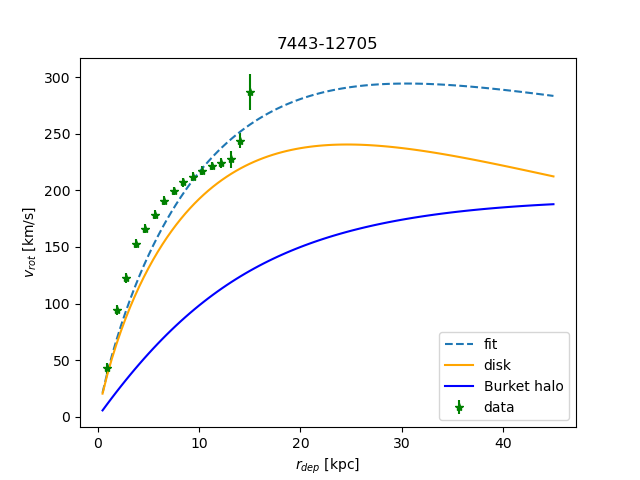 7443-12705
300
250
200
150
100
50
0
v_rot [km/s]
0 10 20 30 40
r_dep [kpc]
fit
disk
Burket halo
data